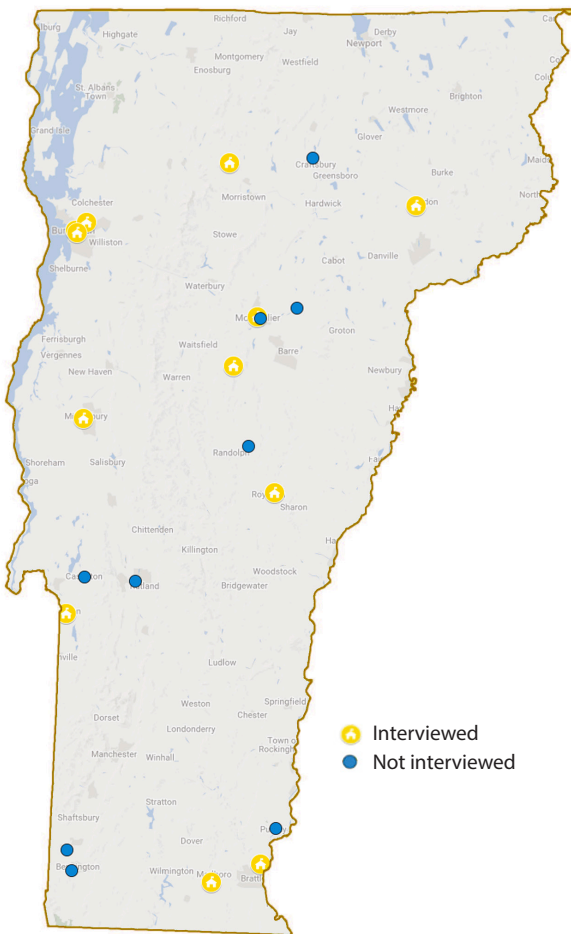 Richford
Highgate
Jay
Derby
Newport
Montgomery
Westfield
Enosburg
St. Albans
Town
Brighton
Westmore
Grand Isle
Glover
Craftsbury
Greensboro
Burke
Morristown
Hardwick
Colchester
Williston
Stowe
Shelburne
Cabot
Danville
Waterbury
Groton
Ferrisburgh
Waitsfield
Barre
Vergennes
New Haven
Warren
Newbury
Randolph
Shoreham
Salisbury
Sharon
Chittenden
Killington
Woodstock
Bridgewater
Ludlow
Weston
Springfield
Dorset
Chester
Londonderry
Town of
Manchester
Winhall
Interviewed
Not interviewed
Stratton
Shaftsbury
Dover
Wilmington